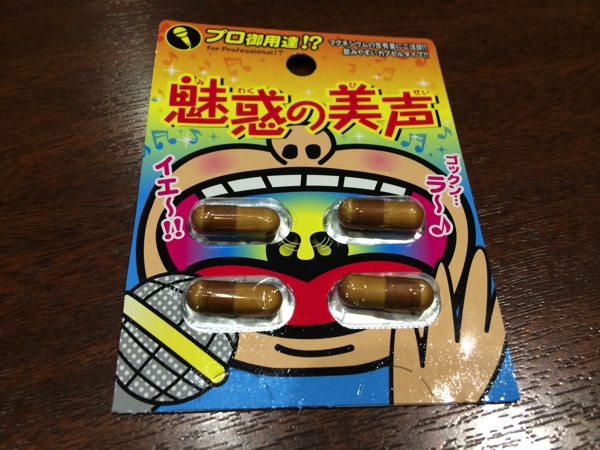 プロ御用達!?
for Professional!?
マグネシウムの含有量にご注目!!
飲みやすいカプセルタイプ!!
み わく び せい
魅惑の美声
イエ〜!!
ゴックン…
ラ〜♪